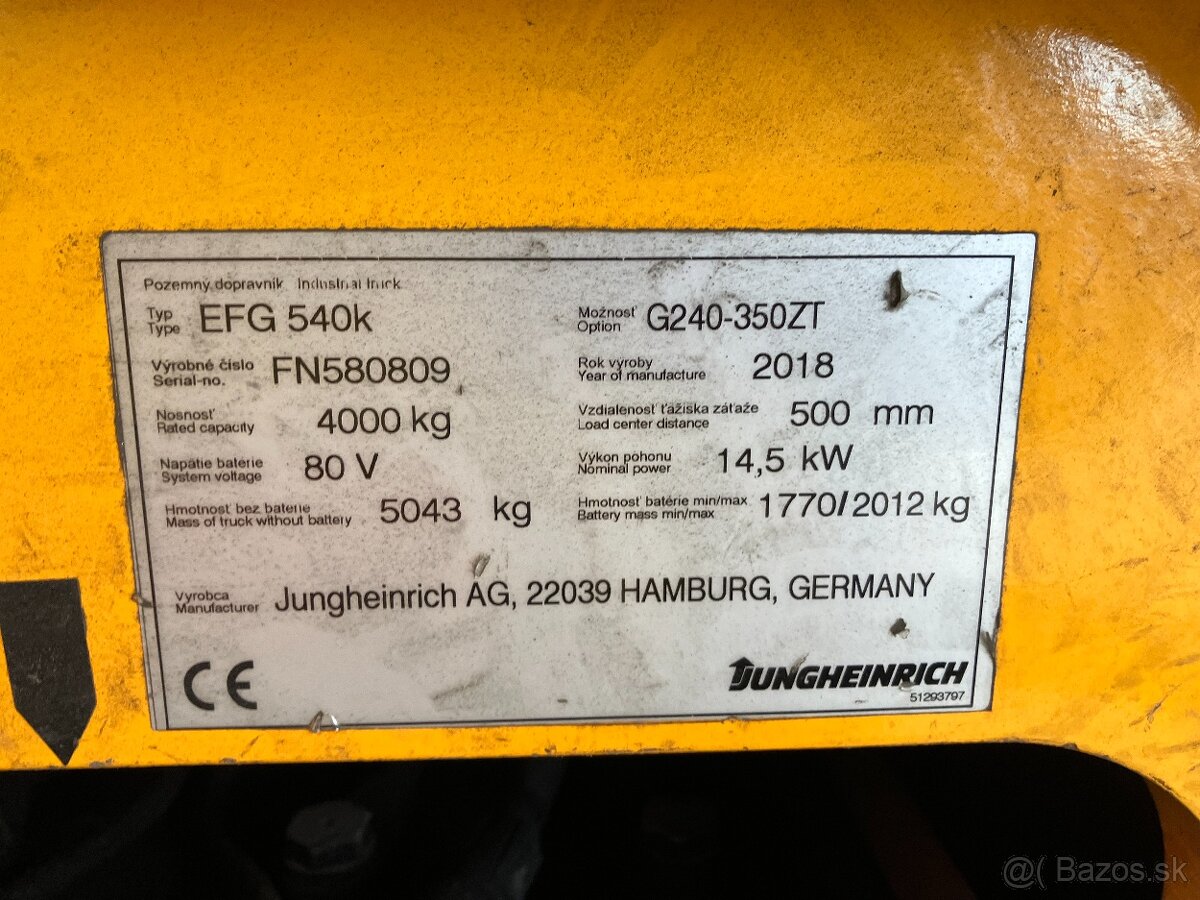 Pozemný dopravník Industrial truck
Typ
Type EFG 540k
Možnosť
Option G240-350ZT
Výrobné číslo
Serial-no. FN580809
Rok výroby
Year of manufacture 2018
Nosnosť
Rated capacity 4000 kg
Vzdialenosť ťažiska záťaže
Load center distance 500 mm
Napätie batérie
System voltage 80 V
Výkon pohonu
Nominal power 14,5 kW
Hmotnosť bez baterie
Mass of truck without battery 5043 kg
Hmotnosť batérie min/max
Battery mass min/max 1770/2012 kg
Vyrobca
Manufacturer Jungheinrich AG, 22039 HAMBURG, GERMANY
CE
JUNGHEINRICH
51293797
@( Bazos.sk